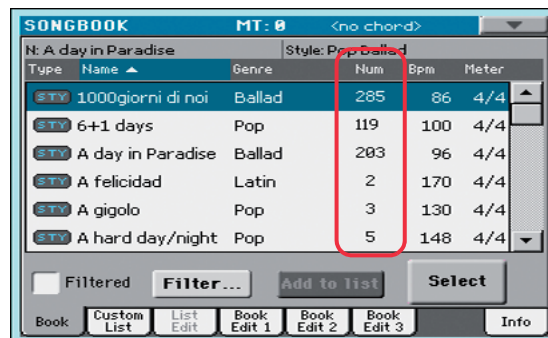 SONGBOOK MT: 0 <no chord>
N: A day in Paradise Style: Pop Ballad
Type Name Genre Num Bpm Meter
STY 1000giorni di noi Ballad 285 86 4/4
STY 6+1 days Pop 119 100 4/4
STY A day in Paradise Ballad 203 96 4/4
STY A felicidad Latin 2 170 4/4
STY A gigolo Pop 3 130 4/4
STY A hard day/night Pop 5 148 4/4
Filtered Filter... Add to list Select
Book Custom List List Edit Book Edit 1 Book Edit 2 Book Edit 3 Info